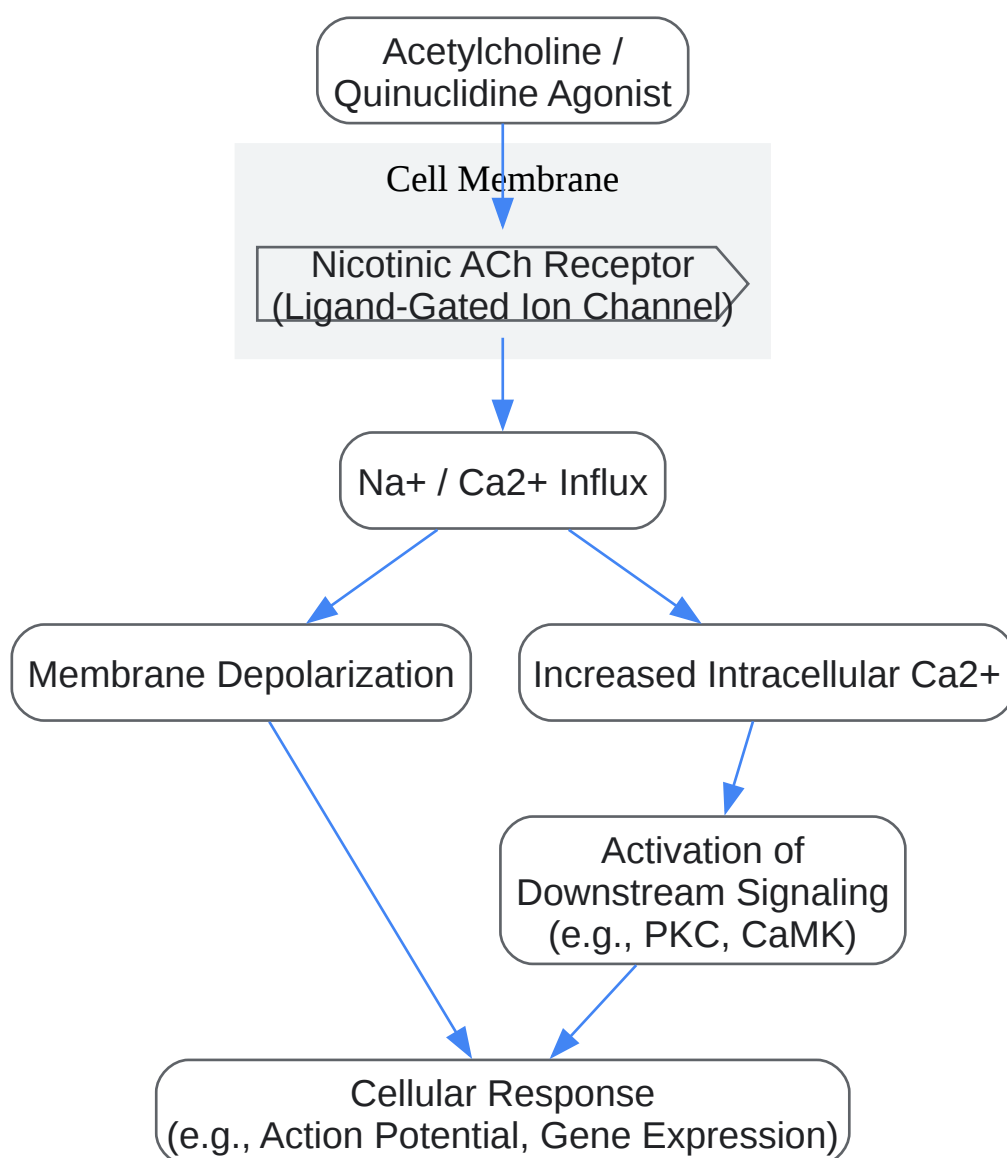 Acetylcholine /
Quinuclidine Agonist
Cell Membrane
Nicotinic ACh Receptor
(Ligand-Gated Ion Channel)
Na+ / Ca2+ Influx
Membrane Depolarization
Increased Intracellular Ca2+
Activation of
Downstream Signaling
(e.g., PKC, CaMK)
Cellular Response
(e.g., Action Potential, Gene Expression)